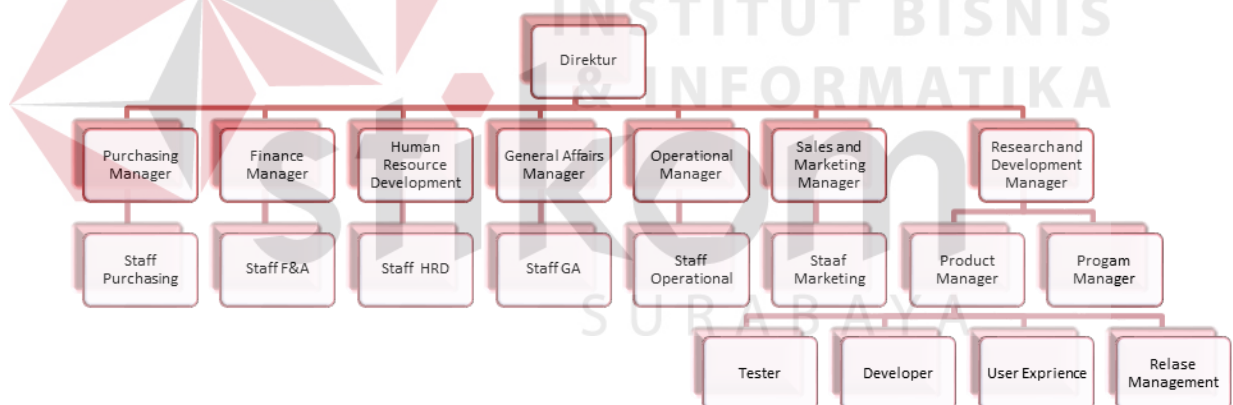 INSTITUT BISNIS
& INFORMATIKA
stikom
SURABAYA
Direktur
Purchasing
Manager
Finance
Manager
Human
Resource
Development
General Affairs
Manager
Operational
Manager
Sales and
Marketing
Manager
Research and
Development
Manager
Staff
Purchasing
Staff F&A
Staff HRD
Staff GA
Staff
Operational
Staaf
Marketing
Product
Manager
Progam
Manager
Tester
Developer
User Exprience
Relase
Management